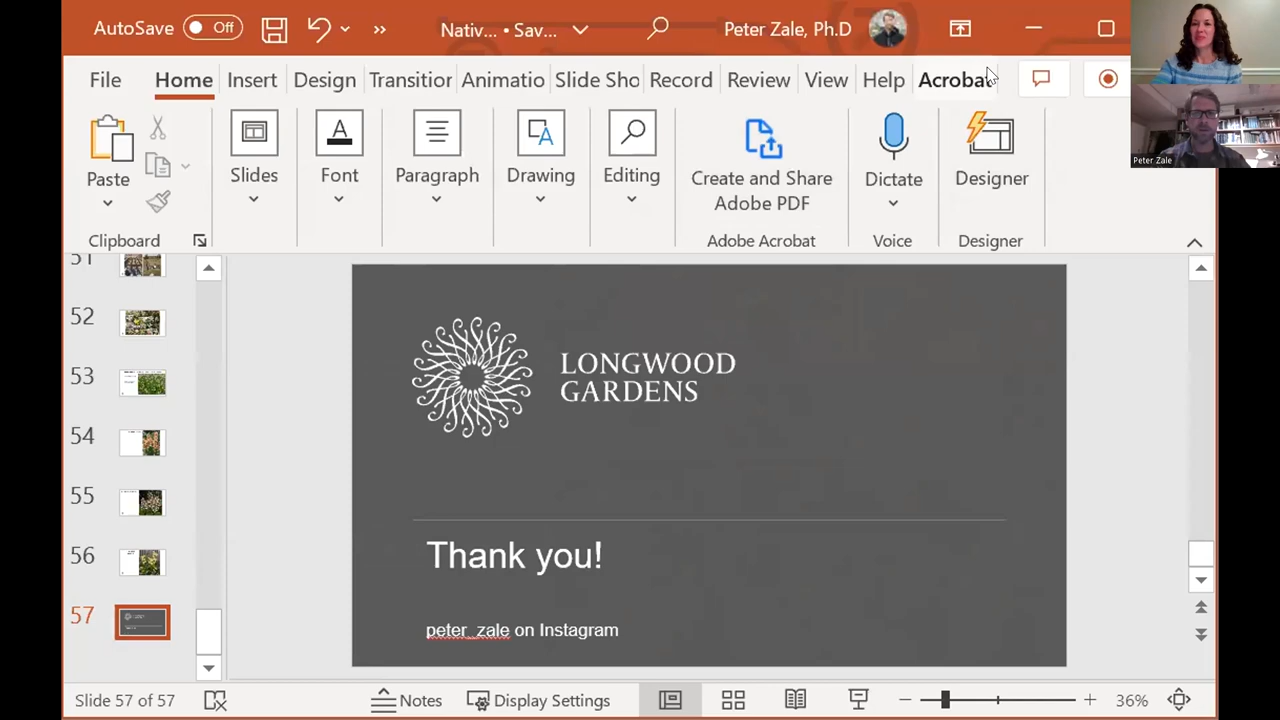 AutoSave Off Nativ... • Sav... Peter Zale, Ph.D
File Home Insert Design Transition Animatio Slide Sho Record Review View Help Acrobat
Paste
Clipboard
Slides
Font
Paragraph
Drawing
Editing
Create and Share
Adobe PDF
Adobe Acrobat
Dictate
Voice
Designer
Designer
Peter Zale
51
52
53
54
55
56
57
LONGWOOD
GARDENS
Thank you!
peter_zale on Instagram
Slide 57 of 57 Notes Display Settings 36%